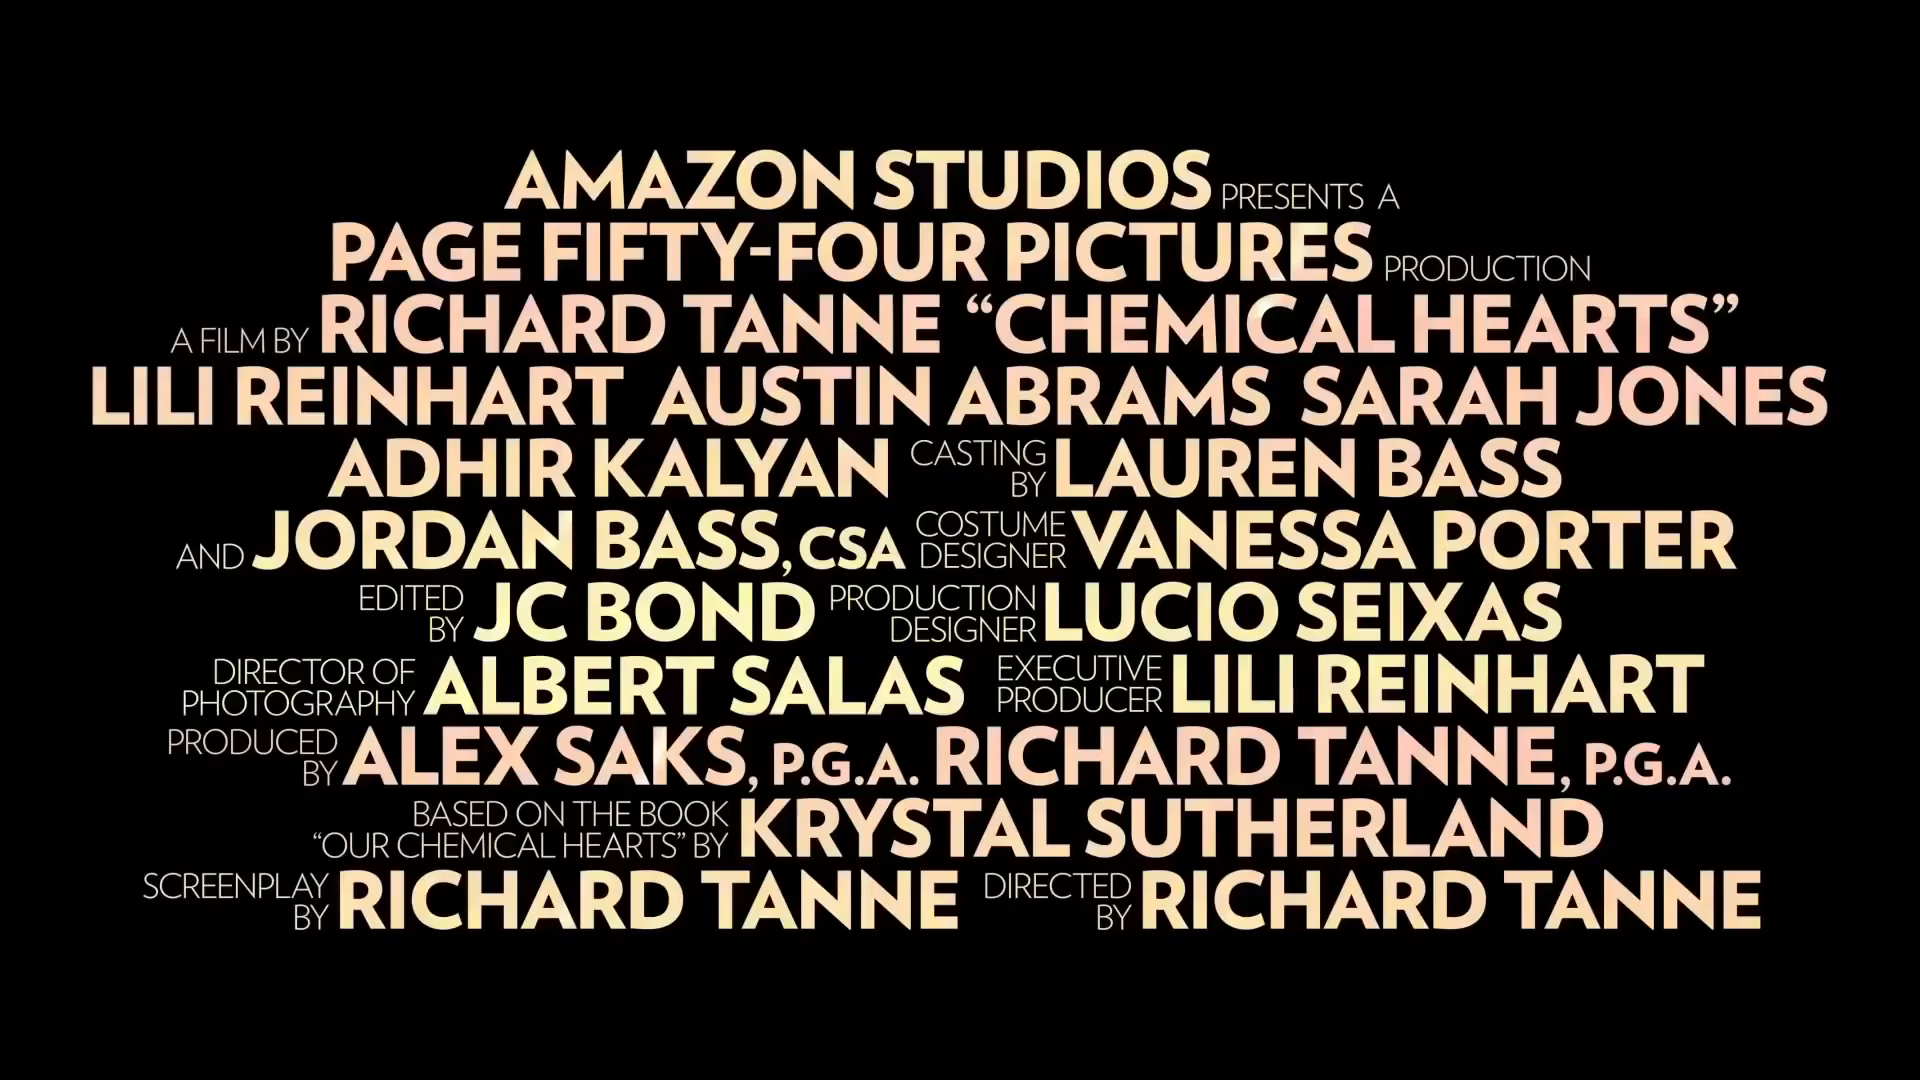 AMAZON STUDIOS PRESENTS A
PAGE FIFTY-FOUR PICTURES PRODUCTION
A FILM BY RICHARD TANNE “CHEMICAL HEARTS”
LILI REINHART AUSTIN ABRAMS SARAH JONES
ADHIR KALYAN CASTING BY LAUREN BASS
AND JORDAN BASS, CSA COSTUME DESIGNER VANESSA PORTER
EDITED BY JC BOND PRODUCTION DESIGNER LUCIO SEIXAS
DIRECTOR OF PHOTOGRAPHY ALBERT SALAS EXECUTIVE PRODUCER LILI REINHART
PRODUCED BY ALEX SAKS, P.G.A. RICHARD TANNE, P.G.A.
BASED ON THE BOOK “OUR CHEMICAL HEARTS” BY KRYSTAL SUTHERLAND
SCREENPLAY BY RICHARD TANNE DIRECTED BY RICHARD TANNE